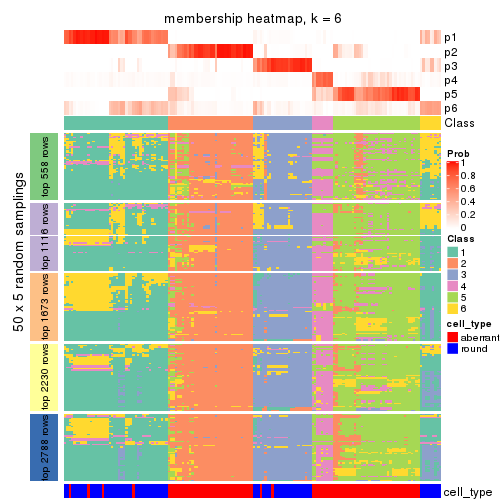 membership heatmap, k = 6
p1
p2
p3
p4
p5
p6
Class
50 x 5 random samplings
top 558 rows
top 1116 rows
top 1673 rows
top 2230 rows
top 2788 rows
cell_type
Prob
1
0.8
0.6
0.4
0.2
0
Class
1
2
3
4
5
6
cell_type
aberrant
round